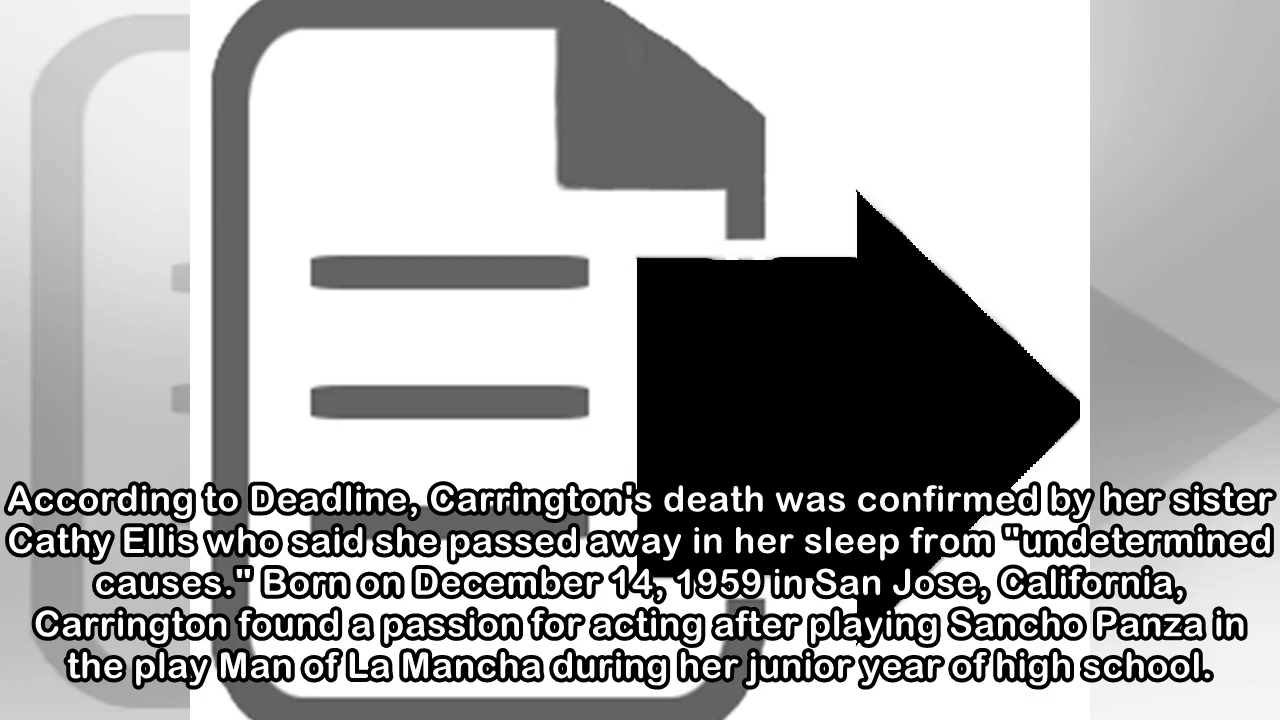 According to Deadline, Carrington's death was confirmed by her sister
Cathy Ellis who said she passed away in her sleep from "undetermined
causes." Born on December 14, 1959 in San Jose, California,
Carrington found a passion for acting after playing Sancho Panza in
the play Man of La Mancha during her junior year of high school.